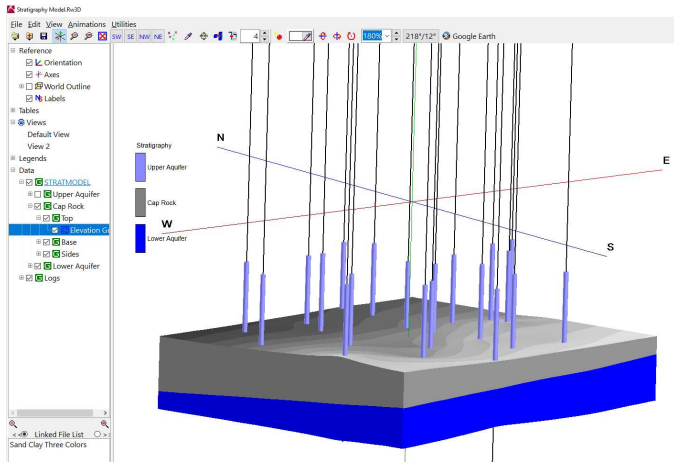 Stratigraphy Model.Rw3D
File Edit View Animations Utilities
SW SE NW NE 4 180% 218°/12° Google Earth
Reference
Orientation
Axes
World Outline
Labels
Tables
Views
Default View
View 2
Legends
Data
STRATMODEL
Upper Aquifer
Cap Rock
Top
Elevation Gr
Base
Sides
Lower Aquifer
Logs
Linked File List
Sand Clay Three Colors
Stratigraphy
Upper Aquifer
Cap Rock
Lower Aquifer
N
E
W
S